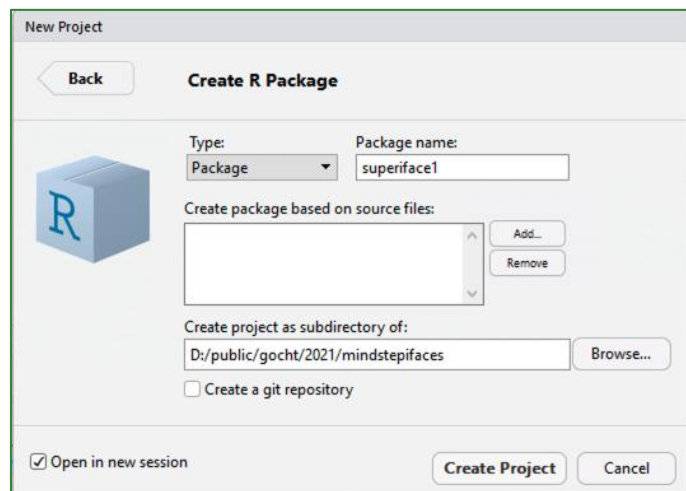 New Project
Back
Create R Package
Type:
Package name:
Package
superiface1
R
Create package based on source files:
Add...
Remove
Create project as subdirectory of:
D:/public/gocht/2021/mindstepifaces
Browse...
Create a git repository
Open in new session
Create Project
Cancel